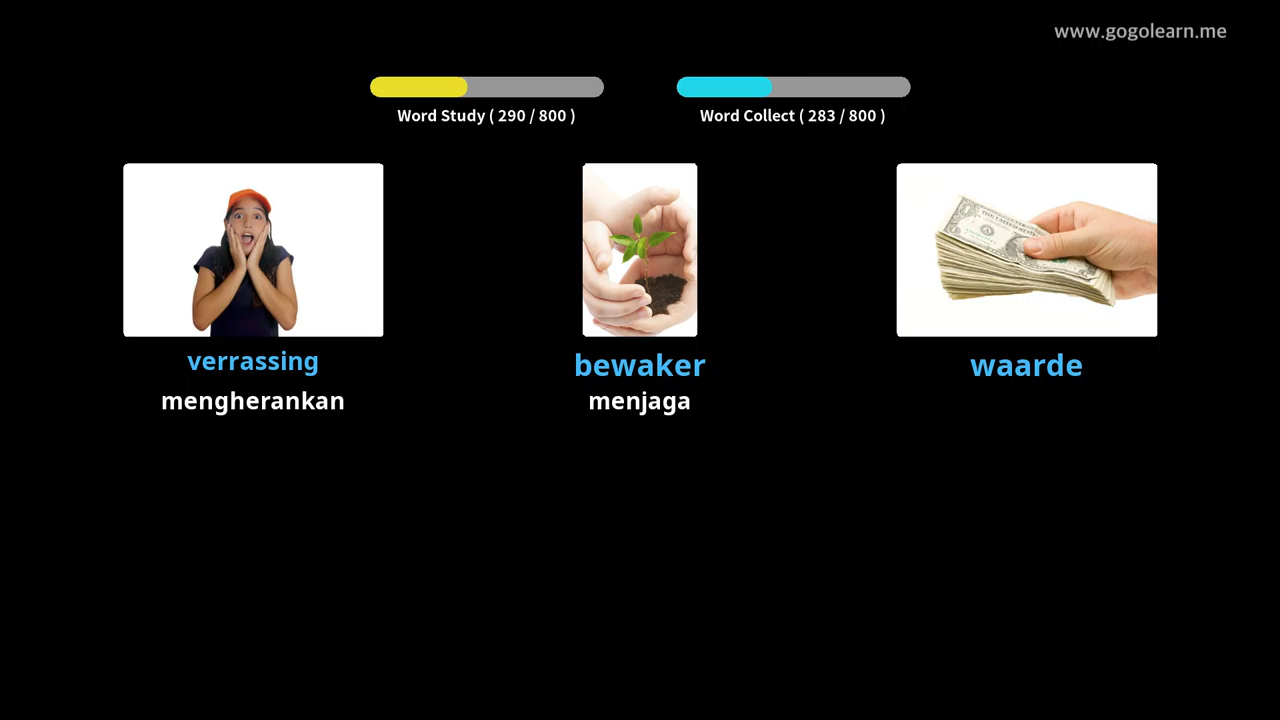 www.gogolearn.me
Word Study ( 290 / 800 )
Word Collect ( 283 / 800 )
verrassing
mengherankan
bewaker
menjaga
waarde